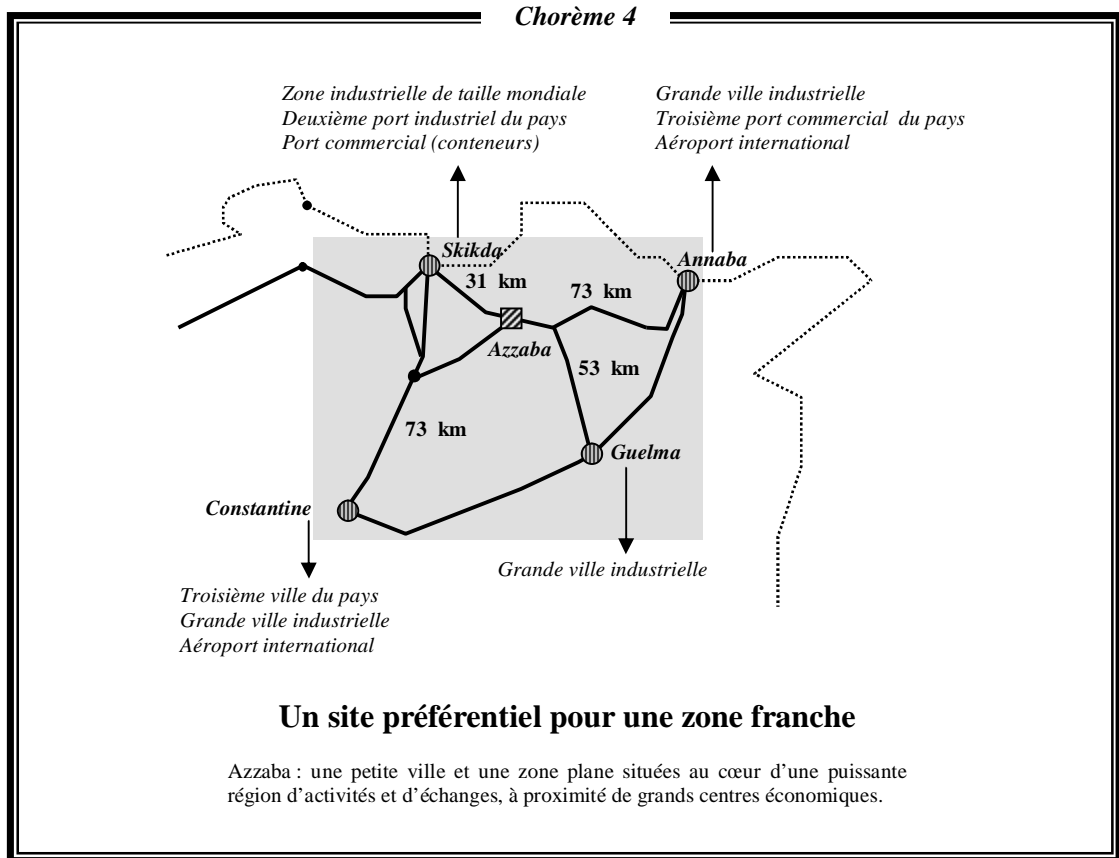 Chorème 4
Zone industrielle de taille mondiale
Deuxième port industriel du pays
Port commercial (conteneurs)
Grande ville industrielle
Troisième port commercial du pays
Aéroport international
Skikda
Annaba
31 km
73 km
Azzaba
53 km
73 km
Guelma
Constantine
Grande ville industrielle
Troisième ville du pays
Grande ville industrielle
Aéroport international
Un site préférentiel pour une zone franche
Azzaba : une petite ville et une zone plane situées au cœur d'une puissante
région d'activités et d'échanges, à proximité de grands centres économiques.